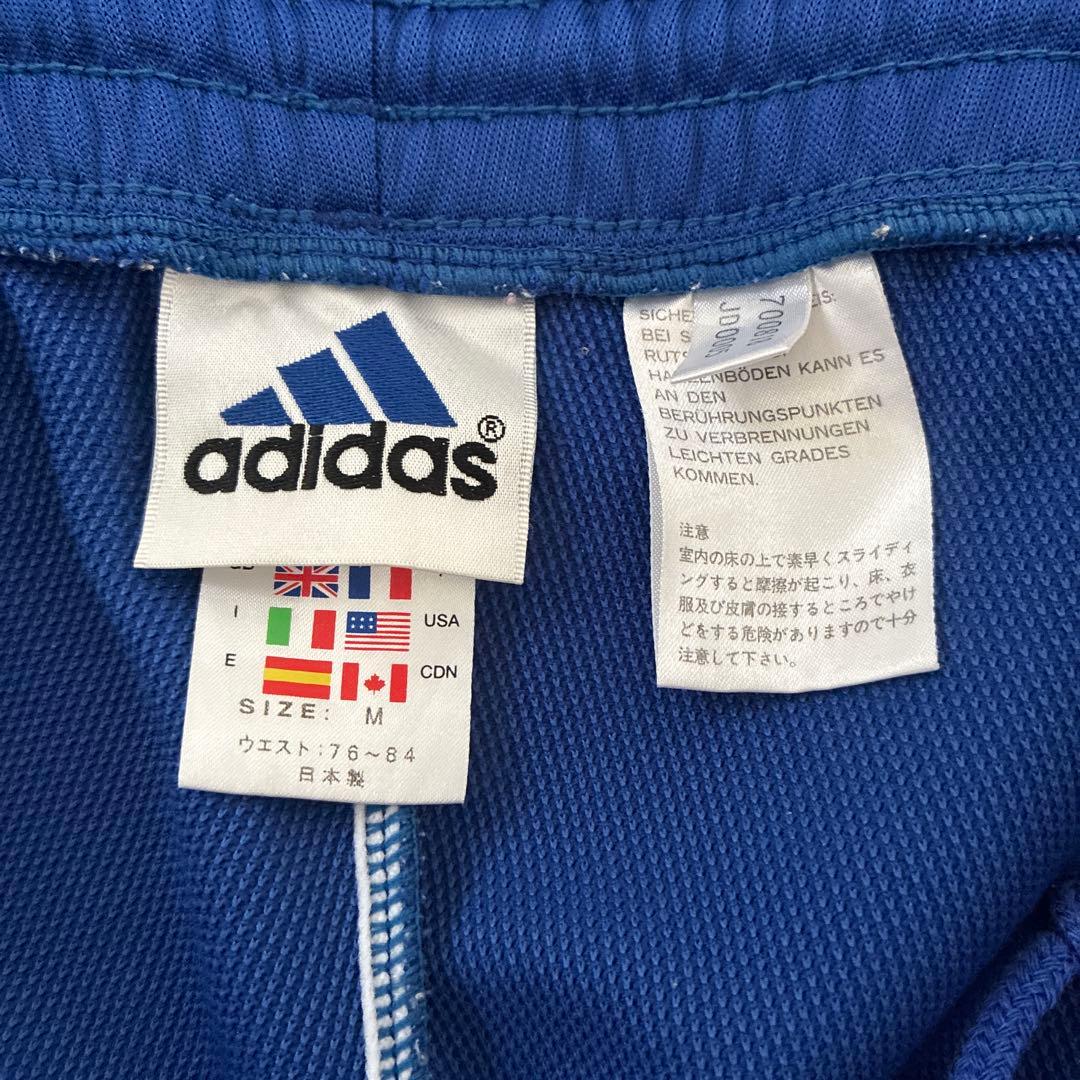 adidas®
I
USA
E
CDN
SIZE: M
ウエスト:76〜84
日本製
JD0005
SICHE
BEI S
KANN ES
AN DEN
BERÜHRUNGSPUNKTEN
ZU VERBRENNUNGEN
LEICHTEN GRADES
KOMMEN.
注意
室内の床の上で素早くスライディ
ングすると摩擦が起こり、床、衣
服及び皮膚の接するところでやけ
どをする危険がありますので十分
注意して下さい。